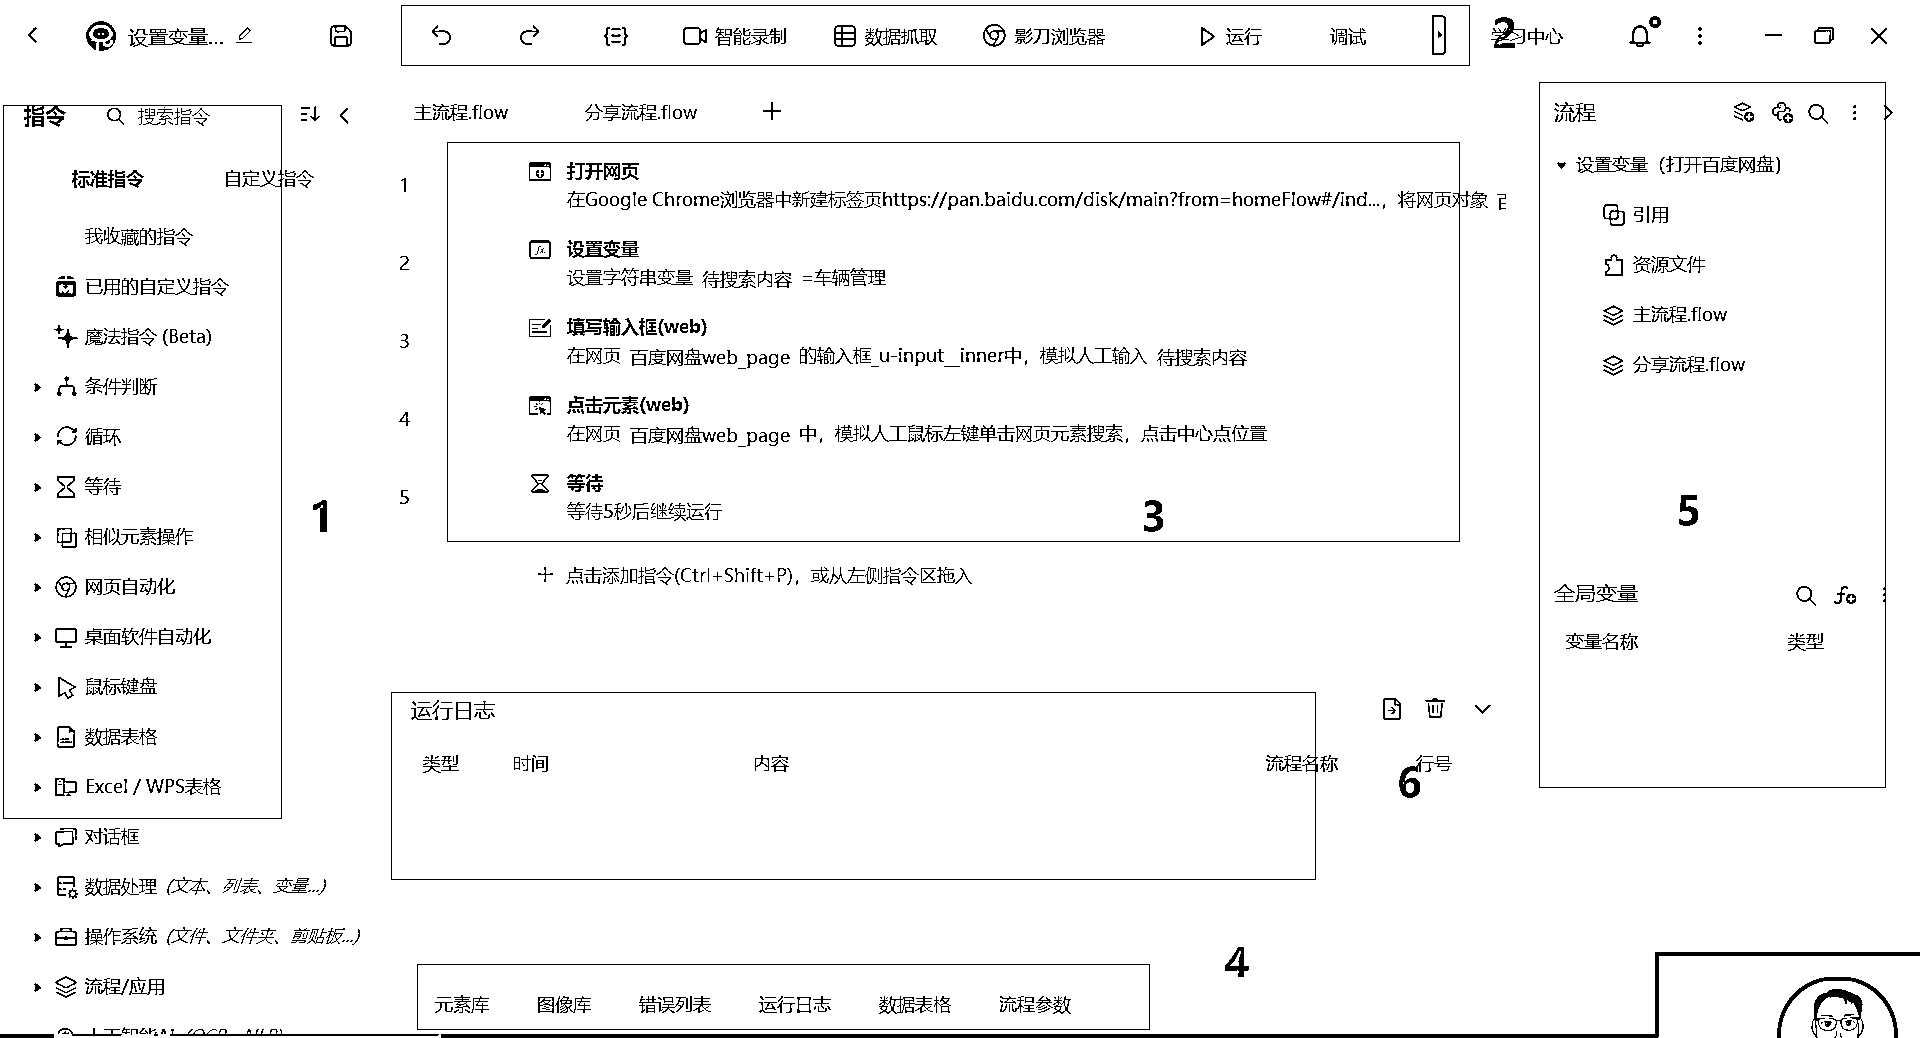 设置变量...
智能录制
数据抓取
影刀浏览器
运行
调试
2
学习中心
指令
搜索指令
标准指令
自定义指令
我收藏的指令
已用的自定义指令
魔法指令 (Beta)
条件判断
循环
等待
相似元素操作
网页自动化
桌面软件自动化
鼠标键盘
数据表格
Excel / WPS表格
对话框
数据处理 (文本、列表、变量...)
操作系统 (文件、文件夹、剪贴板...)
流程/应用
人工智能AI (OCR、NLP)
1
主流程.flow
分享流程.flow
1
打开网页
在Google Chrome浏览器中新建标签页https://pan.baidu.com/disk/main?from=homeFlow#/ind...，将网页对象
2
设置变量
设置字符串变量 待搜索内容 =车辆管理
3
填写输入框(web)
在网页 百度网盘web_page 的输入框_u-input__inner中，模拟人工输入 待搜索内容
4
点击元素(web)
在网页 百度网盘web_page 中，模拟人工鼠标左键单击网页元素搜索，点击中心点位置
5
等待
等待5秒后继续运行
3
点击添加指令(Ctrl+Shift+P)，或从左侧指令区拖入
运行日志
类型 时间 内容 流程名称 行号
6
4
元素库 图像库 错误列表 运行日志 数据表格 流程参数
流程
设置变量（打开百度网盘）
引用
资源文件
主流程.flow
分享流程.flow
5
全局变量
变量名称 类型